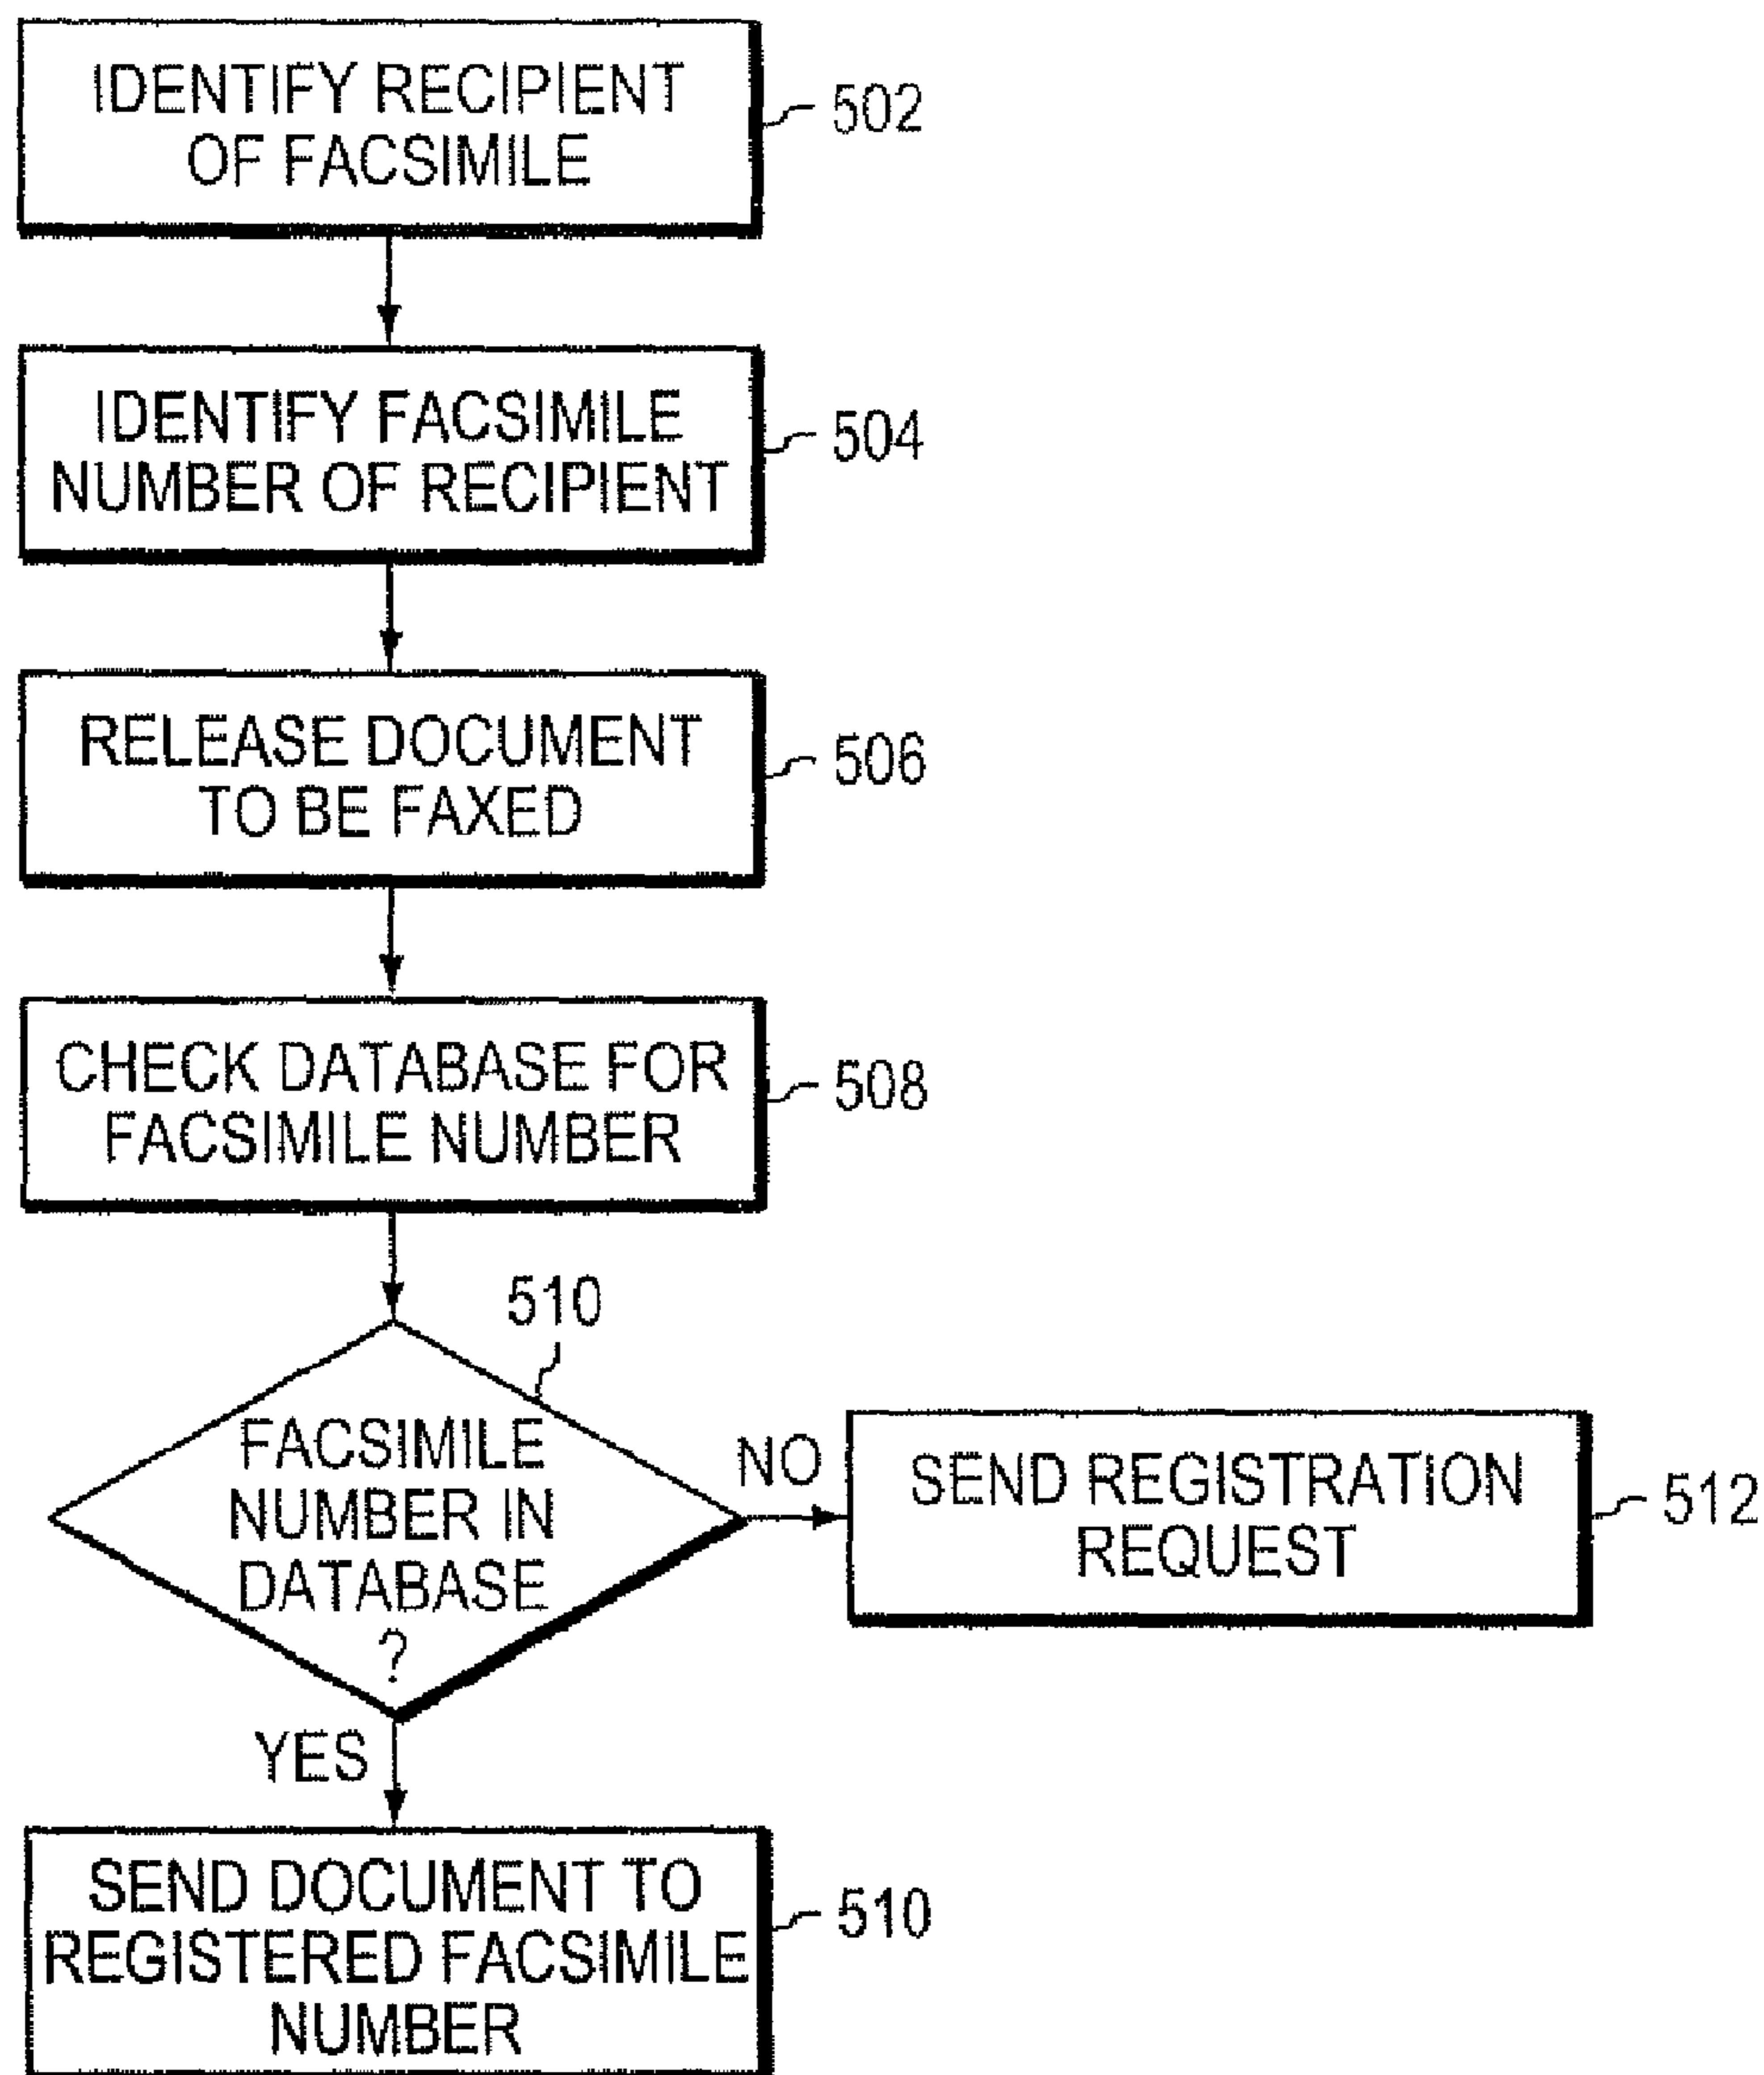 IDENTIFY RECIPIENT
OF FACSIMILE
502
IDENTIFY FACSIMILE
NUMBER OF RECIPIENT
504
RELEASE DOCUMENT
TO BE FAXED
506
CHECK DATABASE FOR
FACSIMILE NUMBER
508
510
FACSIMILE
NUMBER IN
DATABASE
?
NO
SEND REGISTRATION
REQUEST
512
YES
SEND DOCUMENT TO
REGISTERED FACSIMILE
NUMBER
510